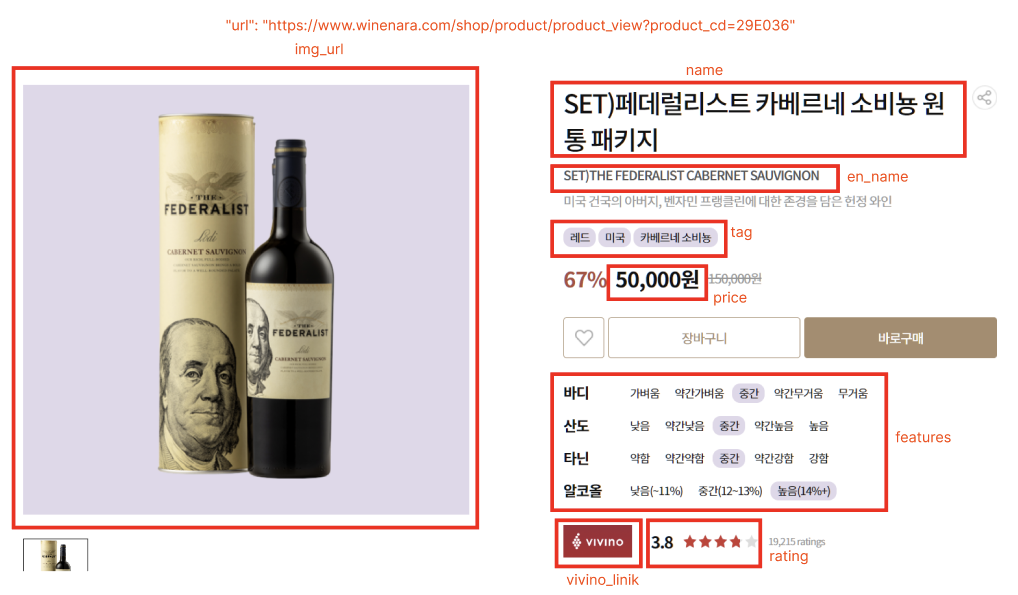 "url": "https://www.winenara.com/shop/product/product_view?product_cd=29E036"
img_url
name
SET)페데럴리스트 카베르네 소비뇽 원
통 패키지
SET)THE FEDERALIST CABERNET SAUVIGNON
en_name
미국 건국의 아버지, 벤자민 프랭클린에 대한 존경을 담은 헌정 와인
레드 미국 카베르네 소비뇽
tag
67% 50,000원 150,000원
price
장바구니 바로구매
바디 가벼움 약간가벼움 중간 약간무거움 무거움
산도 낮음 약간낮음 중간 약간높음 높음
타닌 약함 약간약함 중간 약간강함 강함
알코올 낮음(~11%) 중간(12~13%) 높음(14%+)
features
VIVINO 3.8 19,215 ratings
rating
vivino_linik
THE
FEDERALIST
Lodi
CABERNET SAUVIGNON
THE
FEDERALIST
Lodi
CABERNET SAUVIGNON